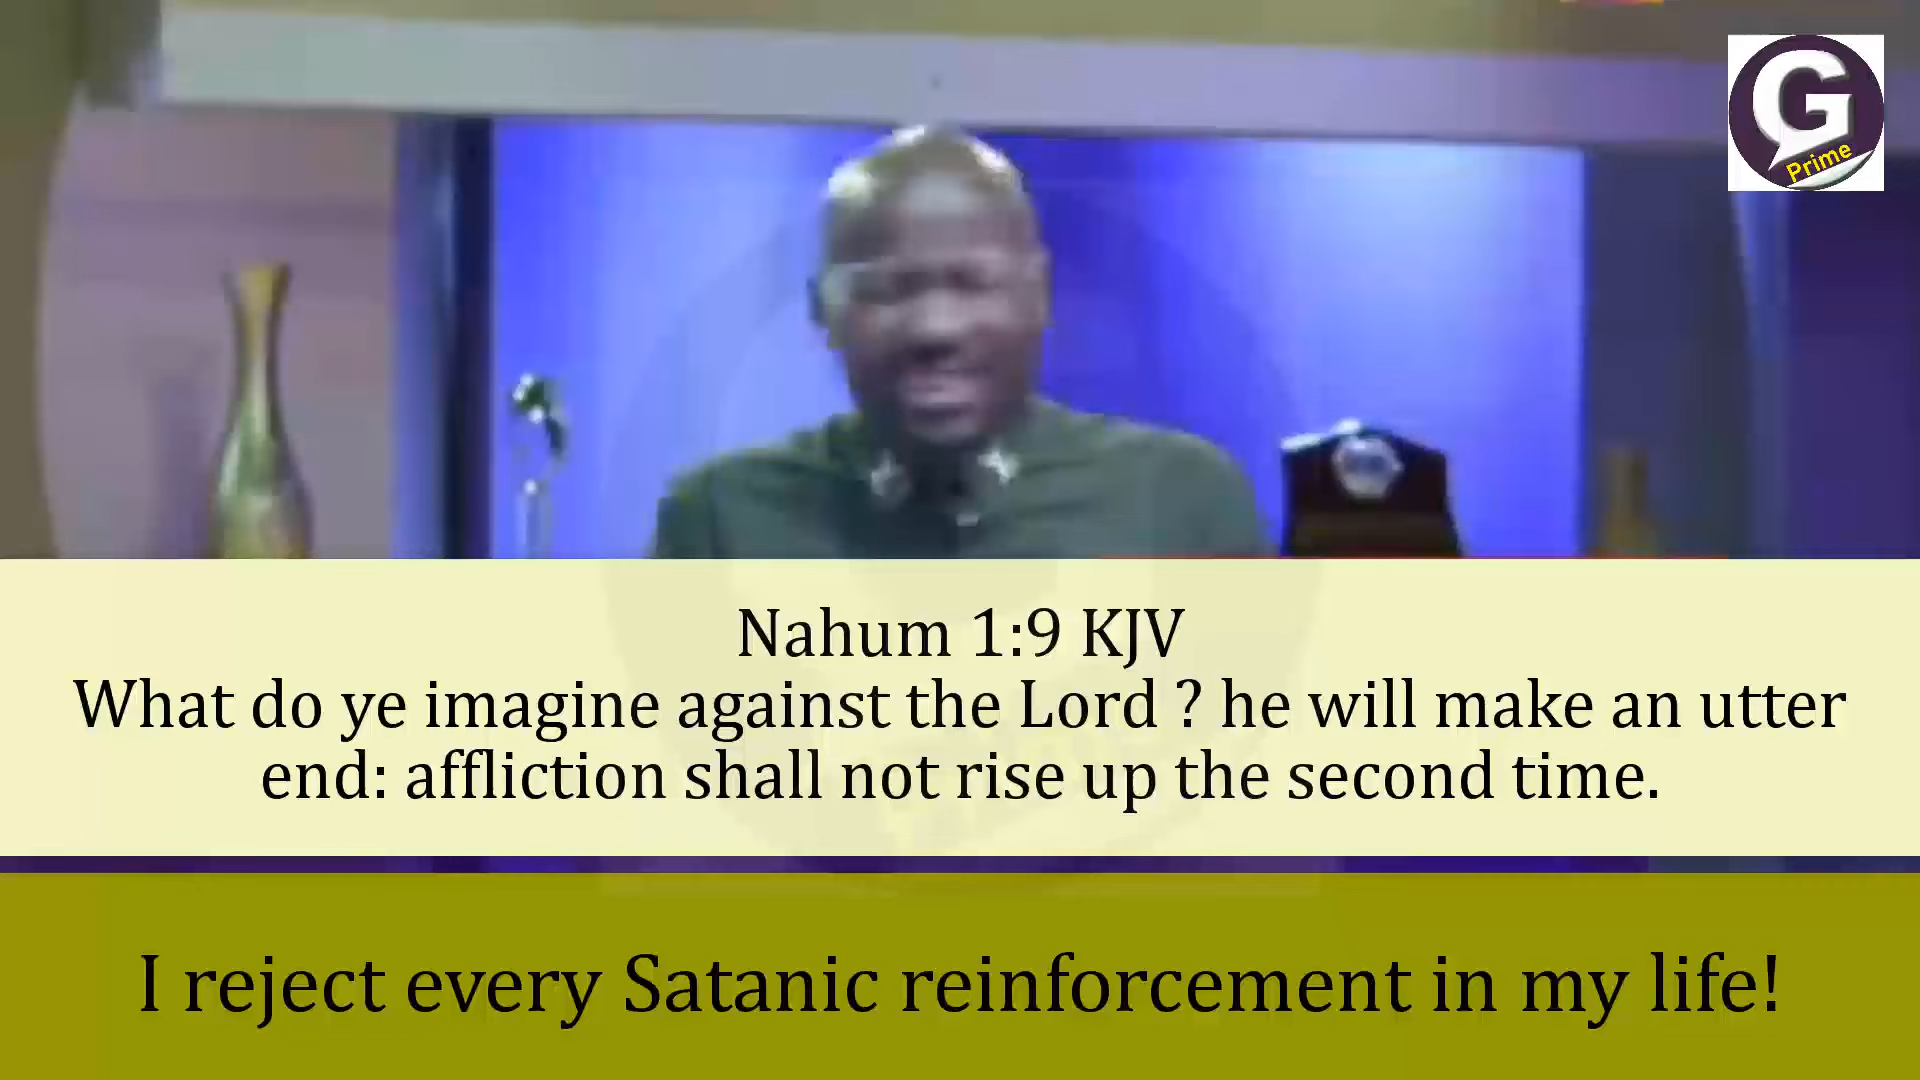 G
Prime
Nahum 1:9 KJV
What do ye imagine against the Lord ? he will make an utter
end: affliction shall not rise up the second time.
I reject every Satanic reinforcement in my life!